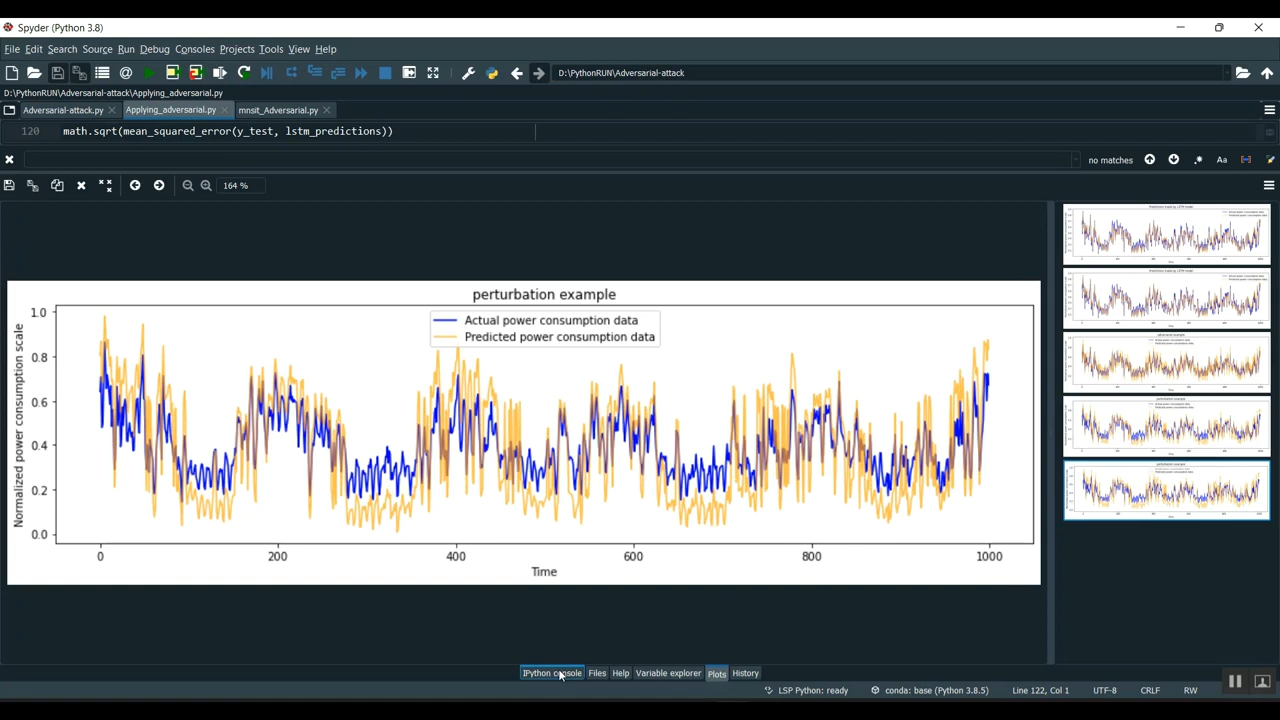 Spyder (Python 3.8)
File Edit Search Source Run Debug Consoles Projects Tools View Help
D:\PythonRUN\Adversarial-attack
D:\PythonRUN\Adversarial-attack\Applying_adversarial.py
Adversarial-attack.py Applying_adversarial.py mnsit_Adversarial.py
120 math.sqrt(mean_squared_error(y_test, lstm_predictions))
no matches Aa
164 %
perturbation example
Actual power consumption data
Predicted power consumption data
Normalized power consumption scale
1.0
0.8
0.6
0.4
0.2
0.0
0 200 400 600 800 1000
Time
IPython console Files Help Variable explorer Plots History
LSP Python: ready conda: base (Python 3.8.5) Line 122, Col 1 UTF-8 CRLF RW